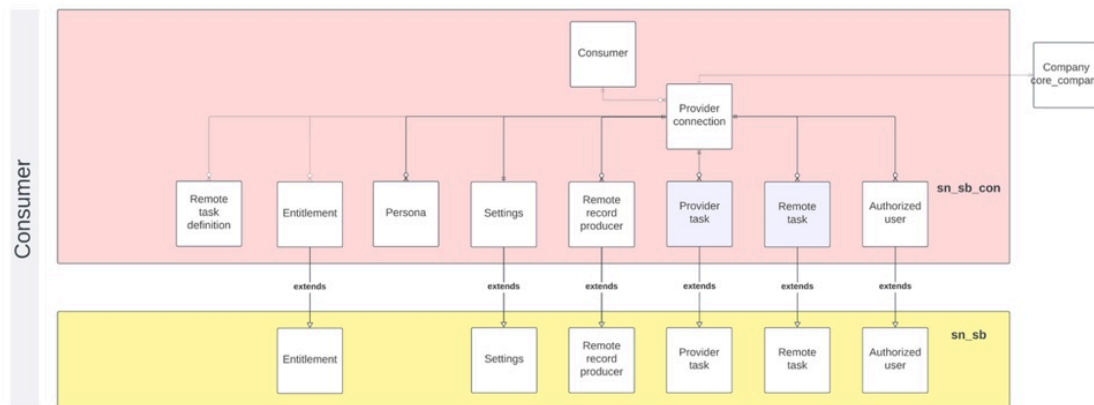 Consumer
Consumer
Company
core_company
Provider
connection
sn_sb_con
Remote
task
definition
Entitlement
Persona
Settings
Remote
record
producer
Provider
task
Remote
task
Authorized
user
extends
extends
extends
extends
extends
extends
sn_sb
Entitlement
Settings
Remote
record
producer
Provider
task
Remote
task
Authorized
user